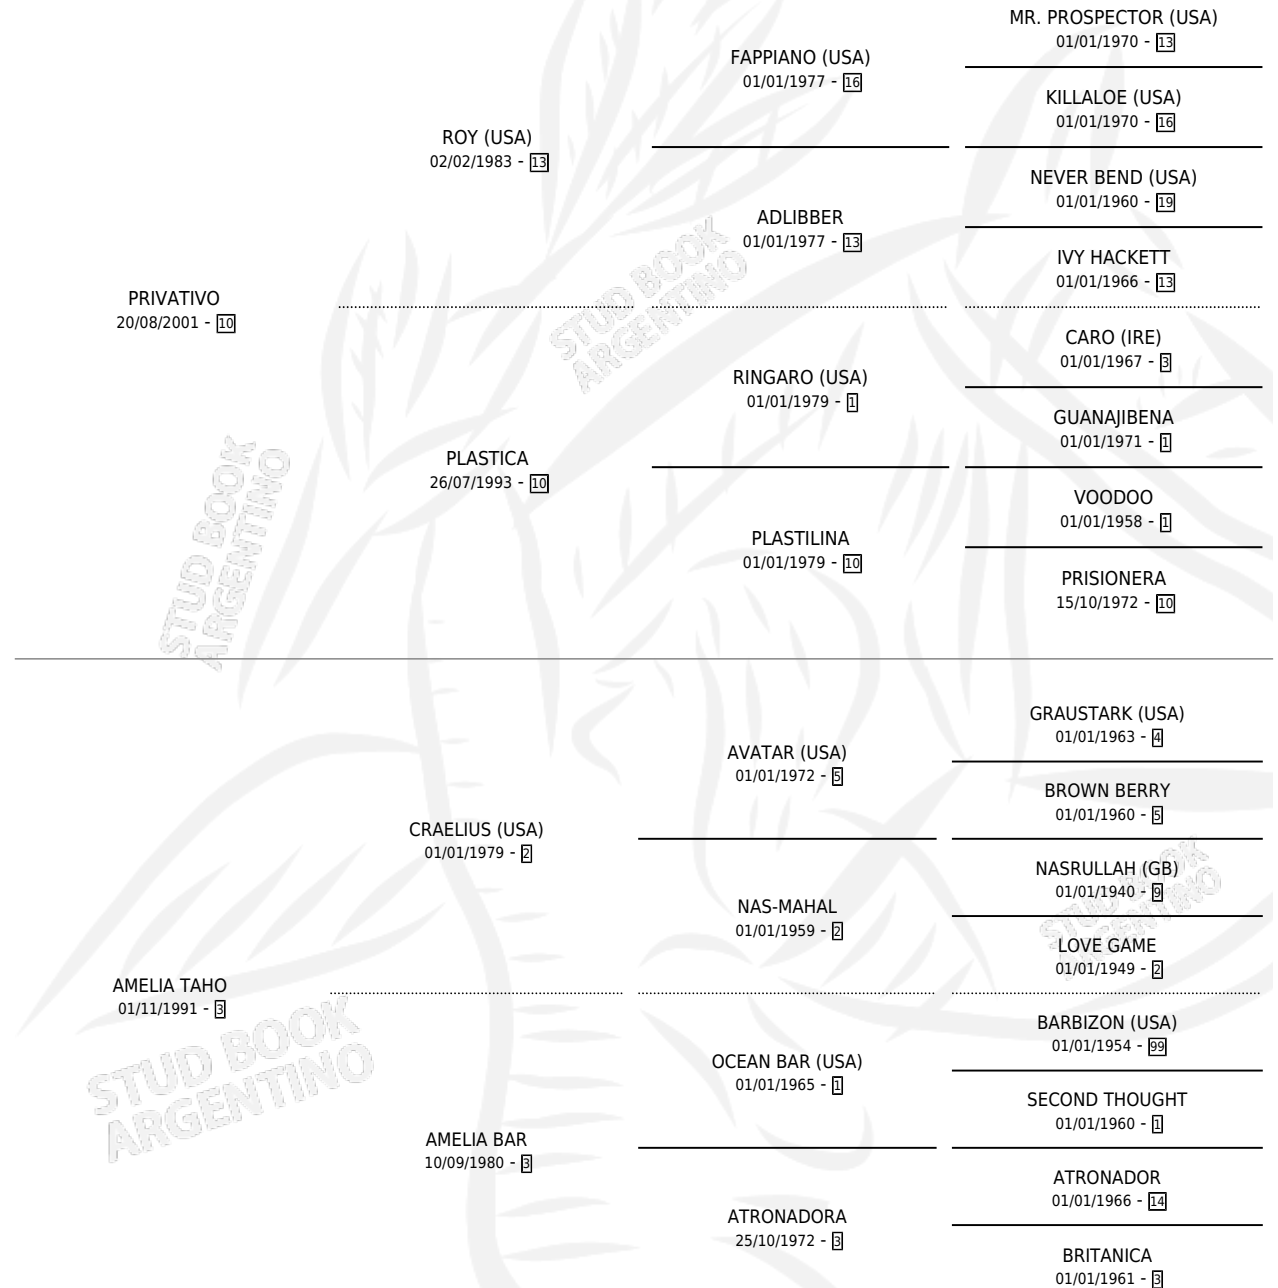 MR. PROSPECTOR (USA)
01/01/1970 - 13
FAPPIANO (USA)
01/01/1977 - 16
KILLALOE (USA)
01/01/1970 - 16
ROY (USA)
02/02/1983 - 13
NEVER BEND (USA)
01/01/1960 - 19
ADLIBBER
01/01/1977 - 13
IVY HACKETT
01/01/1966 - 13
PRIVATIVO
20/08/2001 - 10
CARO (IRE)
01/01/1967 - 3
RINGARO (USA)
01/01/1979 - 1
GUANAJIBENA
01/01/1971 - 1
PLASTICA
26/07/1993 - 10
VOODOO
01/01/1958 - 1
PLASTILINA
01/01/1979 - 10
PRISIONERA
15/10/1972 - 10
GRAUSTARK (USA)
01/01/1963 - 4
AVATAR (USA)
01/01/1972 - 5
BROWN BERRY
01/01/1960 - 5
CRAELIUS (USA)
01/01/1979 - 2
NASRULLAH (GB)
01/01/1940 - 9
NAS-MAHAL
01/01/1959 - 2
LOVE GAME
01/01/1949 - 2
AMELIA TAHO
01/11/1991 - 3
BARBIZON (USA)
01/01/1954 - 99
OCEAN BAR (USA)
01/01/1965 - 1
SECOND THOUGHT
01/01/1960 - 1
AMELIA BAR
10/09/1980 - 3
ATRONADOR
01/01/1966 - 14
ATRONADORA
25/10/1972 - 3
BRITANICA
01/01/1961 - 3
STUD BOOK
ARGENTINO
STUD BOOK
ARGENTINO
STUD BOOK
ARGENTINO
STUD BOOK
ARGENTINO